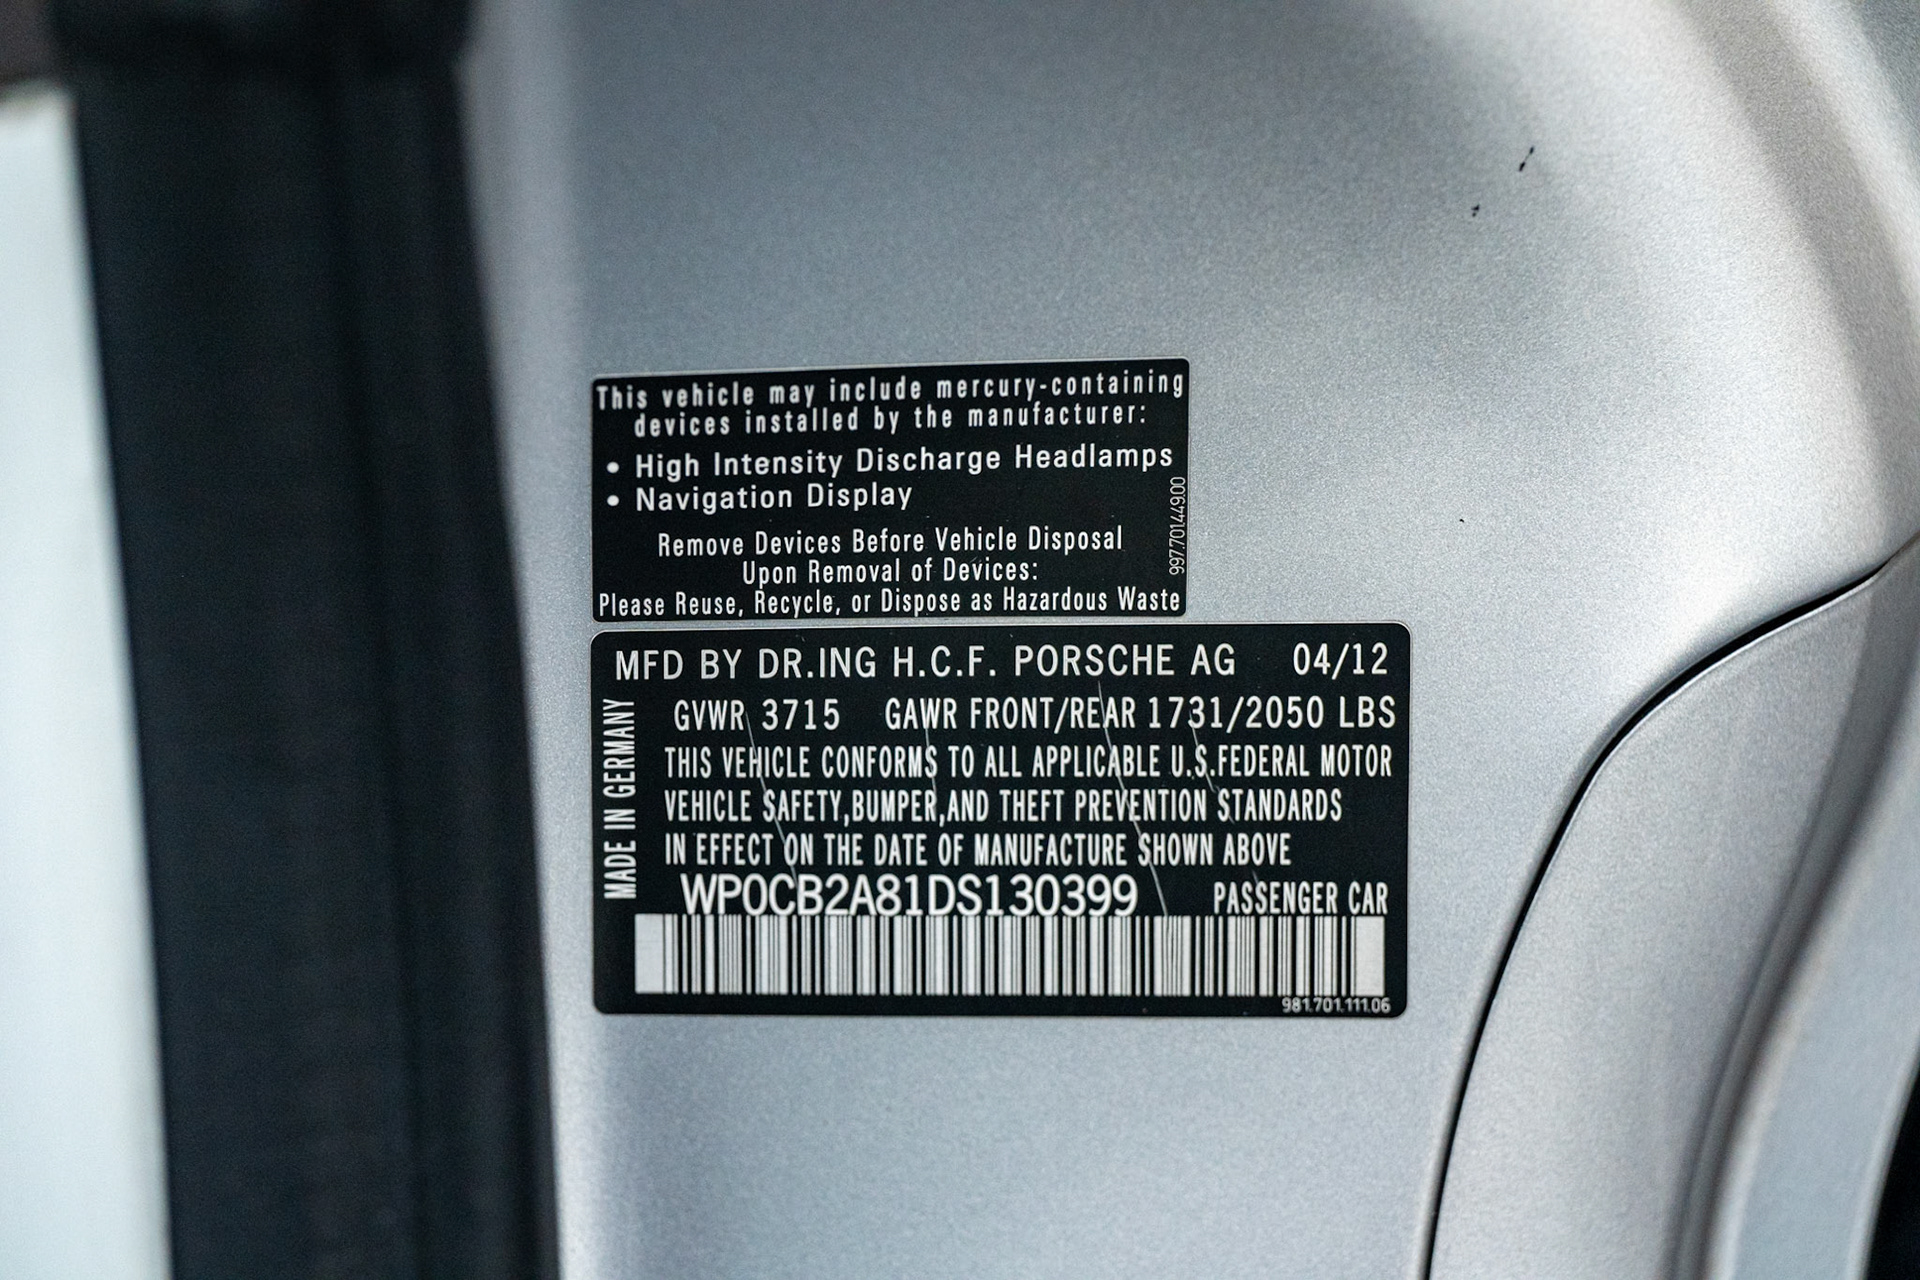 This vehicle may include mercury-containing
devices installed by the manufacturer:
• High Intensity Discharge Headlamps
• Navigation Display
Remove Devices Before Vehicle Disposal
Upon Removal of Devices:
Please Reuse, Recycle, or Dispose as Hazardous Waste
997.701.449.00
MFD BY DR.ING H.C.F. PORSCHE AG 04/12
GVWR 3715 GAWR FRONT/REAR 1731/2050 LBS
THIS VEHICLE CONFORMS TO ALL APPLICABLE U.S.FEDERAL MOTOR
VEHICLE SAFETY,BUMPER,AND THEFT PREVENTION STANDARDS
IN EFFECT ON THE DATE OF MANUFACTURE SHOWN ABOVE
WP0CB2A81DS130399 PASSENGER CAR
MADE IN GERMANY
981.701.111.06